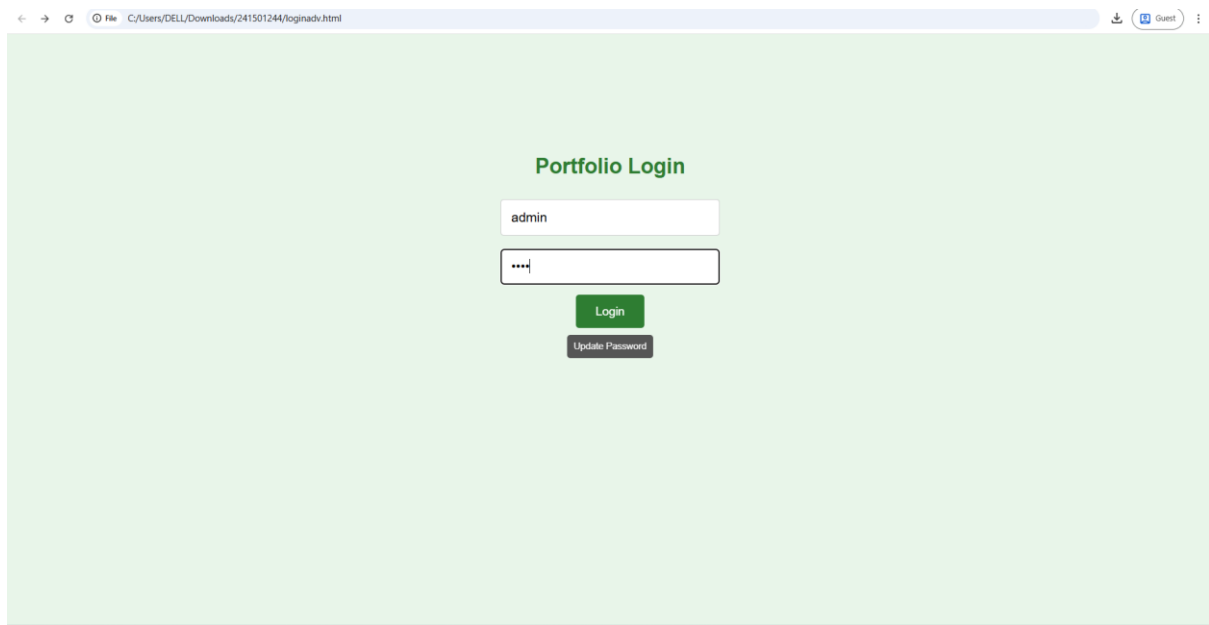 File C:/Users/DELL/Downloads/241501244/loginadv.html Guest
Portfolio Login
admin
••••
Login
Update Password